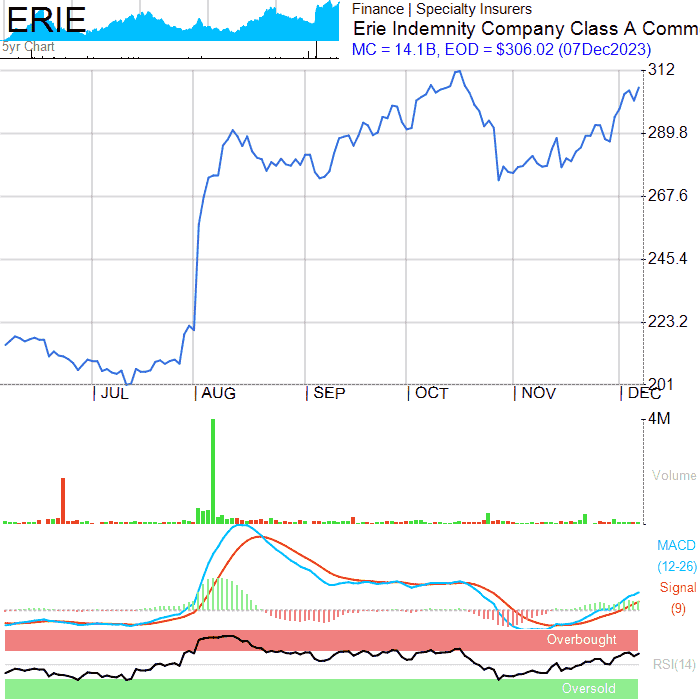 ERIE
5yr Chart
Finance | Specialty Insurers
Erie Indemnity Company Class A Comm
MC = 14.1B, EOD = $306.02 (07Dec2023)
312
289.8
267.6
245.4
223.2
201
JUL AUG SEP OCT NOV DEC
4M
Volume
MACD
(12-26)
Signal
(9)
Overbought
RSI(14)
Oversold